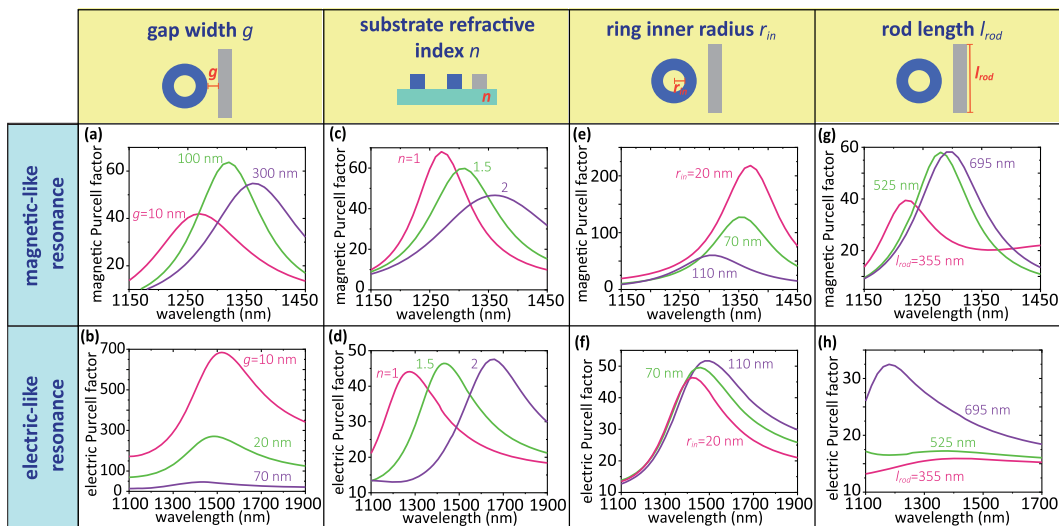 gap width g
substrate refractive
index n
ring inner radius r_in
rod length l_rod
g
n
r_in
l_rod
magnetic-like
resonance
(a)
magnetic Purcell factor
60
40
20
100 nm
300 nm
g=10 nm
1150 1250 1350 1450
wavelength (nm)
(c)
magnetic Purcell factor
60
40
20
n=1
1.5
2
1150 1250 1350 1450
wavelength (nm)
(e)
magnetic Purcell factor
200
150
100
50
0
r_in=20 nm
70 nm
110 nm
1150 1250 1350 1450
wavelength (nm)
(g)
magnetic Purcell factor
60
50
40
30
20
10
695 nm
525 nm
l_rod=355 nm
1150 1250 1350 1450
wavelength (nm)
electric-like
resonance
(b)
electric Purcell factor
700
500
300
100
0
g=10 nm
20 nm
70 nm
1100 1300 1500 1700 1900
wavelength (nm)
(d)
electric Purcell factor
50
40
30
20
10
n=1
1.5
2
1100 1300 1500 1700 1900
wavelength (nm)
(f)
electric Purcell factor
50
40
30
20
10
110 nm
70 nm
r_in=20 nm
1100 1300 1500 1700 1900
wavelength (nm)
(h)
electric Purcell factor
30
20
15
10
695 nm
525 nm
l_rod=355 nm
1100 1300 1500 1700
wavelength (nm)